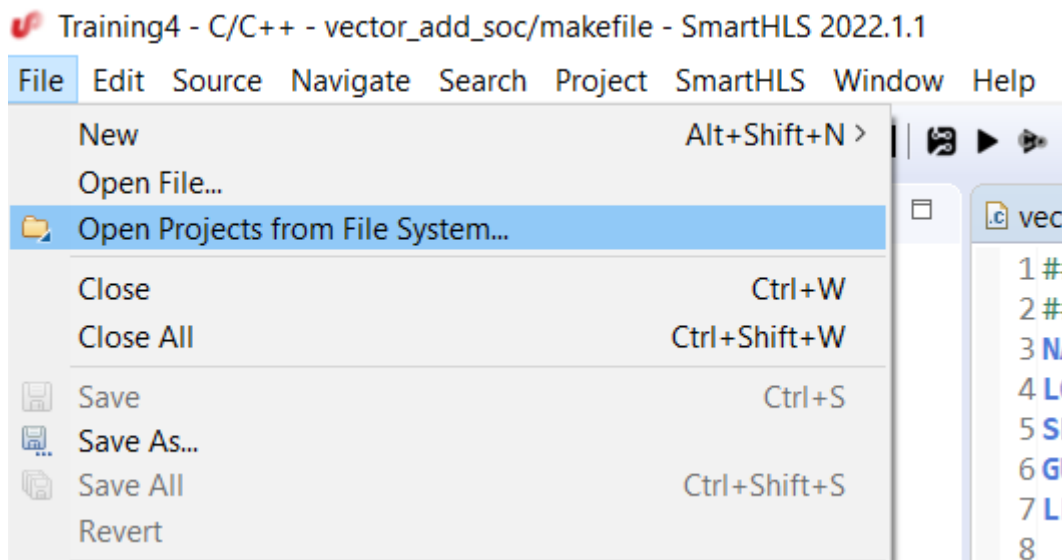 Training4 - C/C++ - vector_add_soc/makefile - SmartHLS 2022.1.1
File Edit Source Navigate Search Project SmartHLS Window Help
New Alt+Shift+N >
Open File...
Open Projects from File System...
Close Ctrl+W
Close All Ctrl+Shift+W
Save Ctrl+S
Save As...
Save All Ctrl+Shift+S
Revert
.c vec
1 #
2 #
3 N
4 L
5 S
6 G
7 L
8